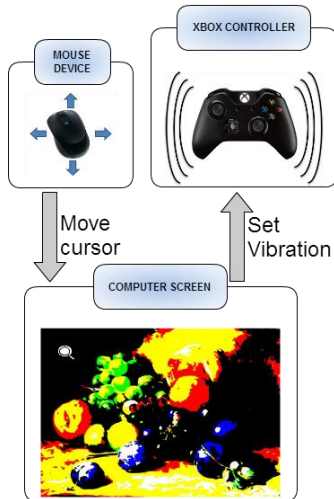 MOUSE
DEVICE
XBOX CONTROLLER
Move
cursor
Set
Vibration
COMPUTER SCREEN